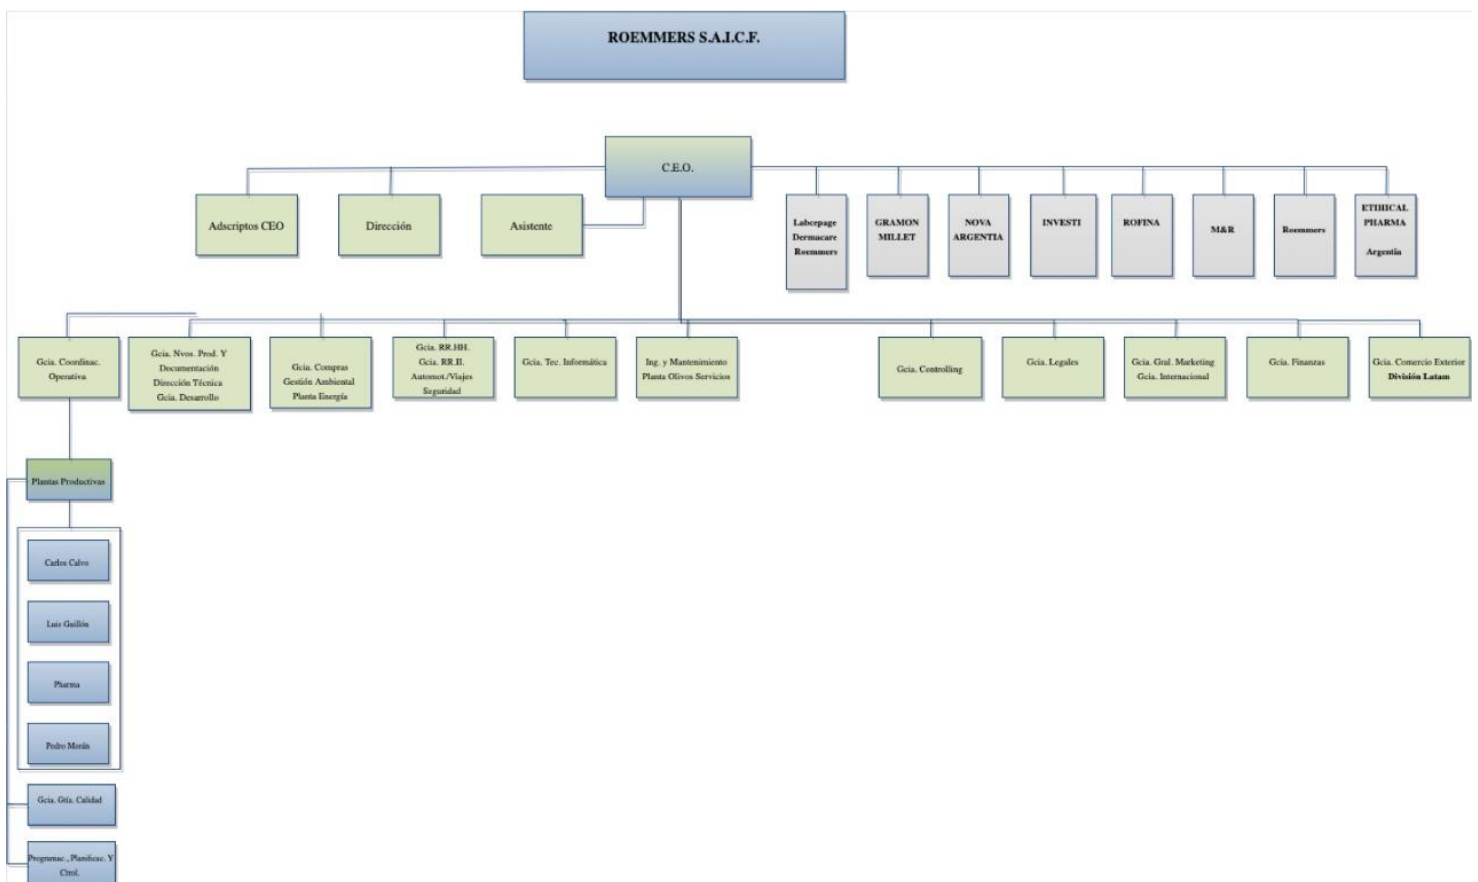 ROEMMERS S.A.I.C.F.
C.E.O.
Adscriptos CEO
Dirección
Asistente
Labcepage
Dermacare
Roemmers
GRAMON
MILLET
NOVA
ARGENTIA
INVESTI
ROFINA
M&R
Roemmers
ETHICAL
PHARMA
Argentia
Gcia. Coordinac.
Operativa
Gcia. Nvos. Prod. Y
Documentación
Dirección Técnica
Gcia. Desarrollo
Gcia. Compras
Gestión Ambiental
Planta Energía
Gcia. RR.HH.
Gcia. RR.II.
Automot./Viajes
Seguridad
Gcia. Tec. Informática
Ing. y Mantenimiento
Planta Olivos Servicios
Gcia. Controlling
Gcia. Legales
Gcia. Gral. Marketing
Gcia. Internacional
Gcia. Finanzas
Gcia. Comercio Exterior
División Latam
Plantas Productivas
Carlos Calvo
Luis Guillón
Pharma
Pedro Morán
Gcia. Gtía. Calidad
Programac., Planificac. Y
Ctrol.